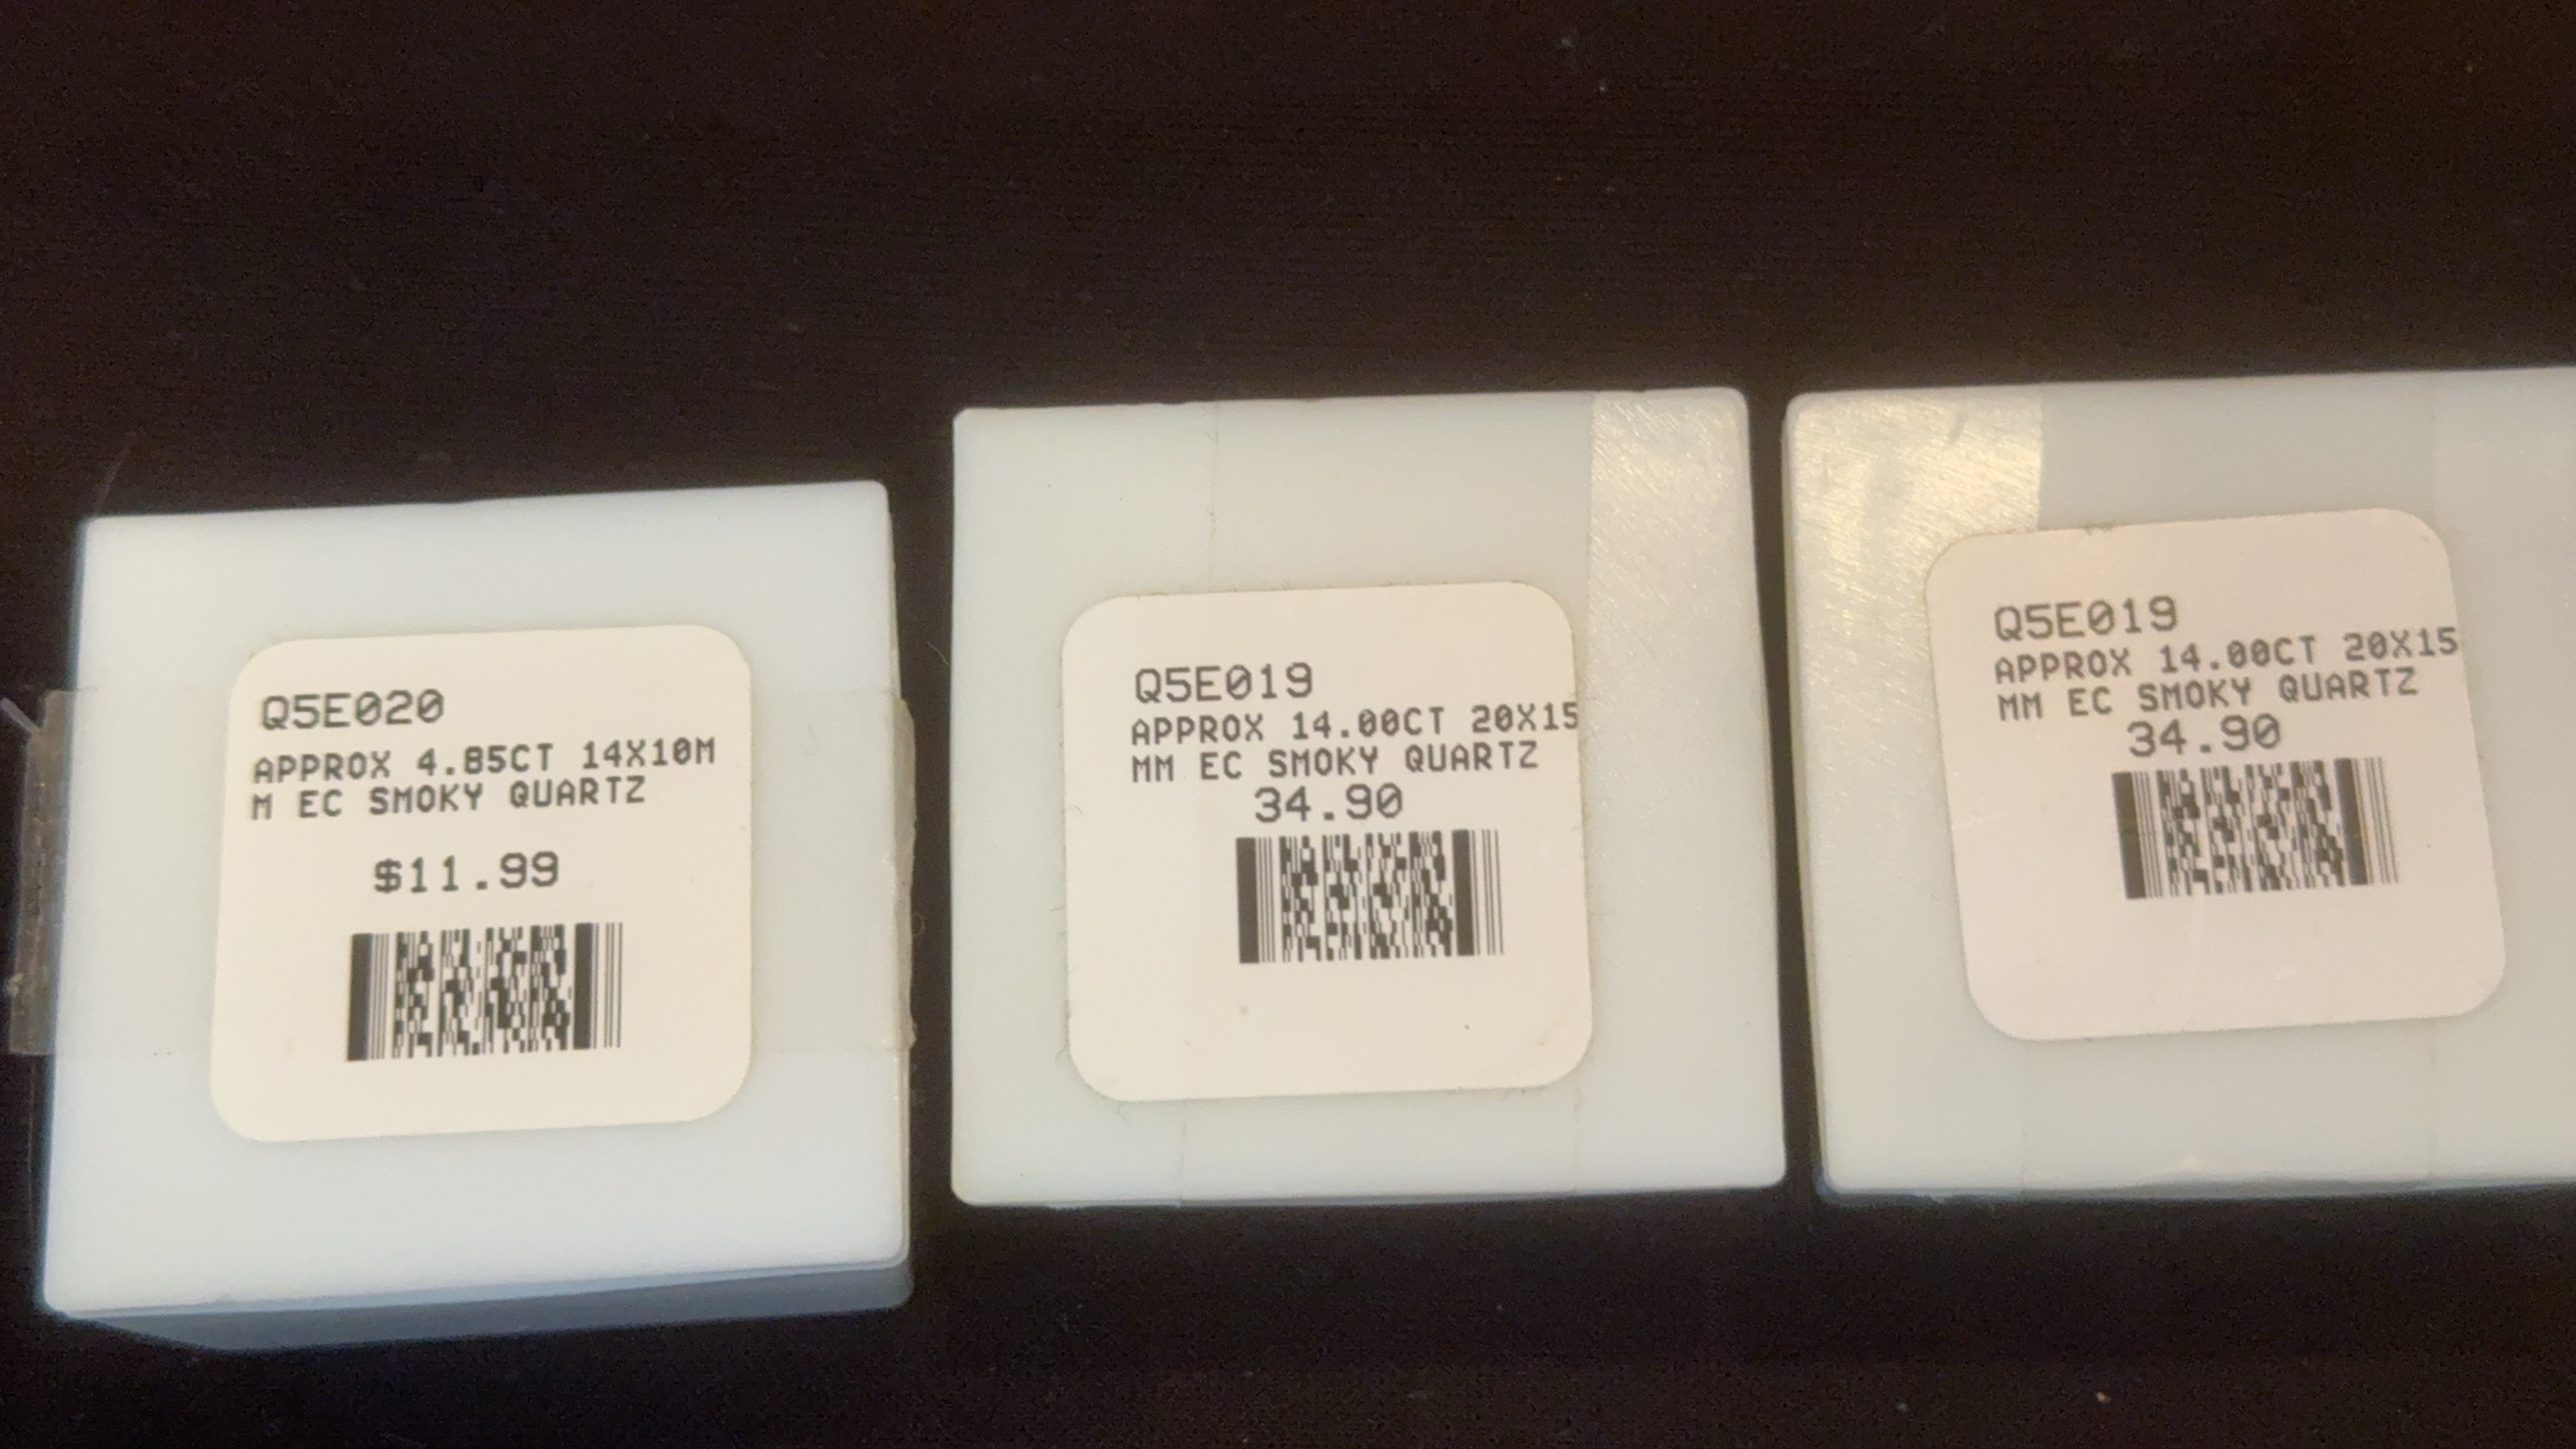 Q5E020
APPROX 4.85CT 14X10M
M EC SMOKY QUARTZ
$11.99
Q5E019
APPROX 14.00CT 20X15
MM EC SMOKY QUARTZ
34.90
Q5E019
APPROX 14.00CT 20X15
MM EC SMOKY QUARTZ
34.90